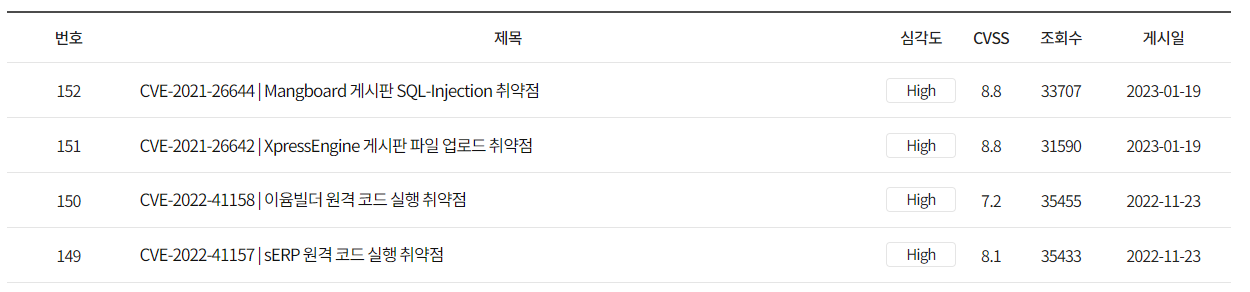 번호 제목 심각도 CVSS 조회수 게시일
152 CVE-2021-26644 | Mangboard 게시판 SQL-Injection 취약점 High 8.8 33707 2023-01-19
151 CVE-2021-26642 | XpressEngine 게시판 파일 업로드 취약점 High 8.8 31590 2023-01-19
150 CVE-2022-41158 | 이윰빌더 원격 코드 실행 취약점 High 7.2 35455 2022-11-23
149 CVE-2022-41157 | sERP 원격 코드 실행 취약점 High 8.1 35433 2022-11-23